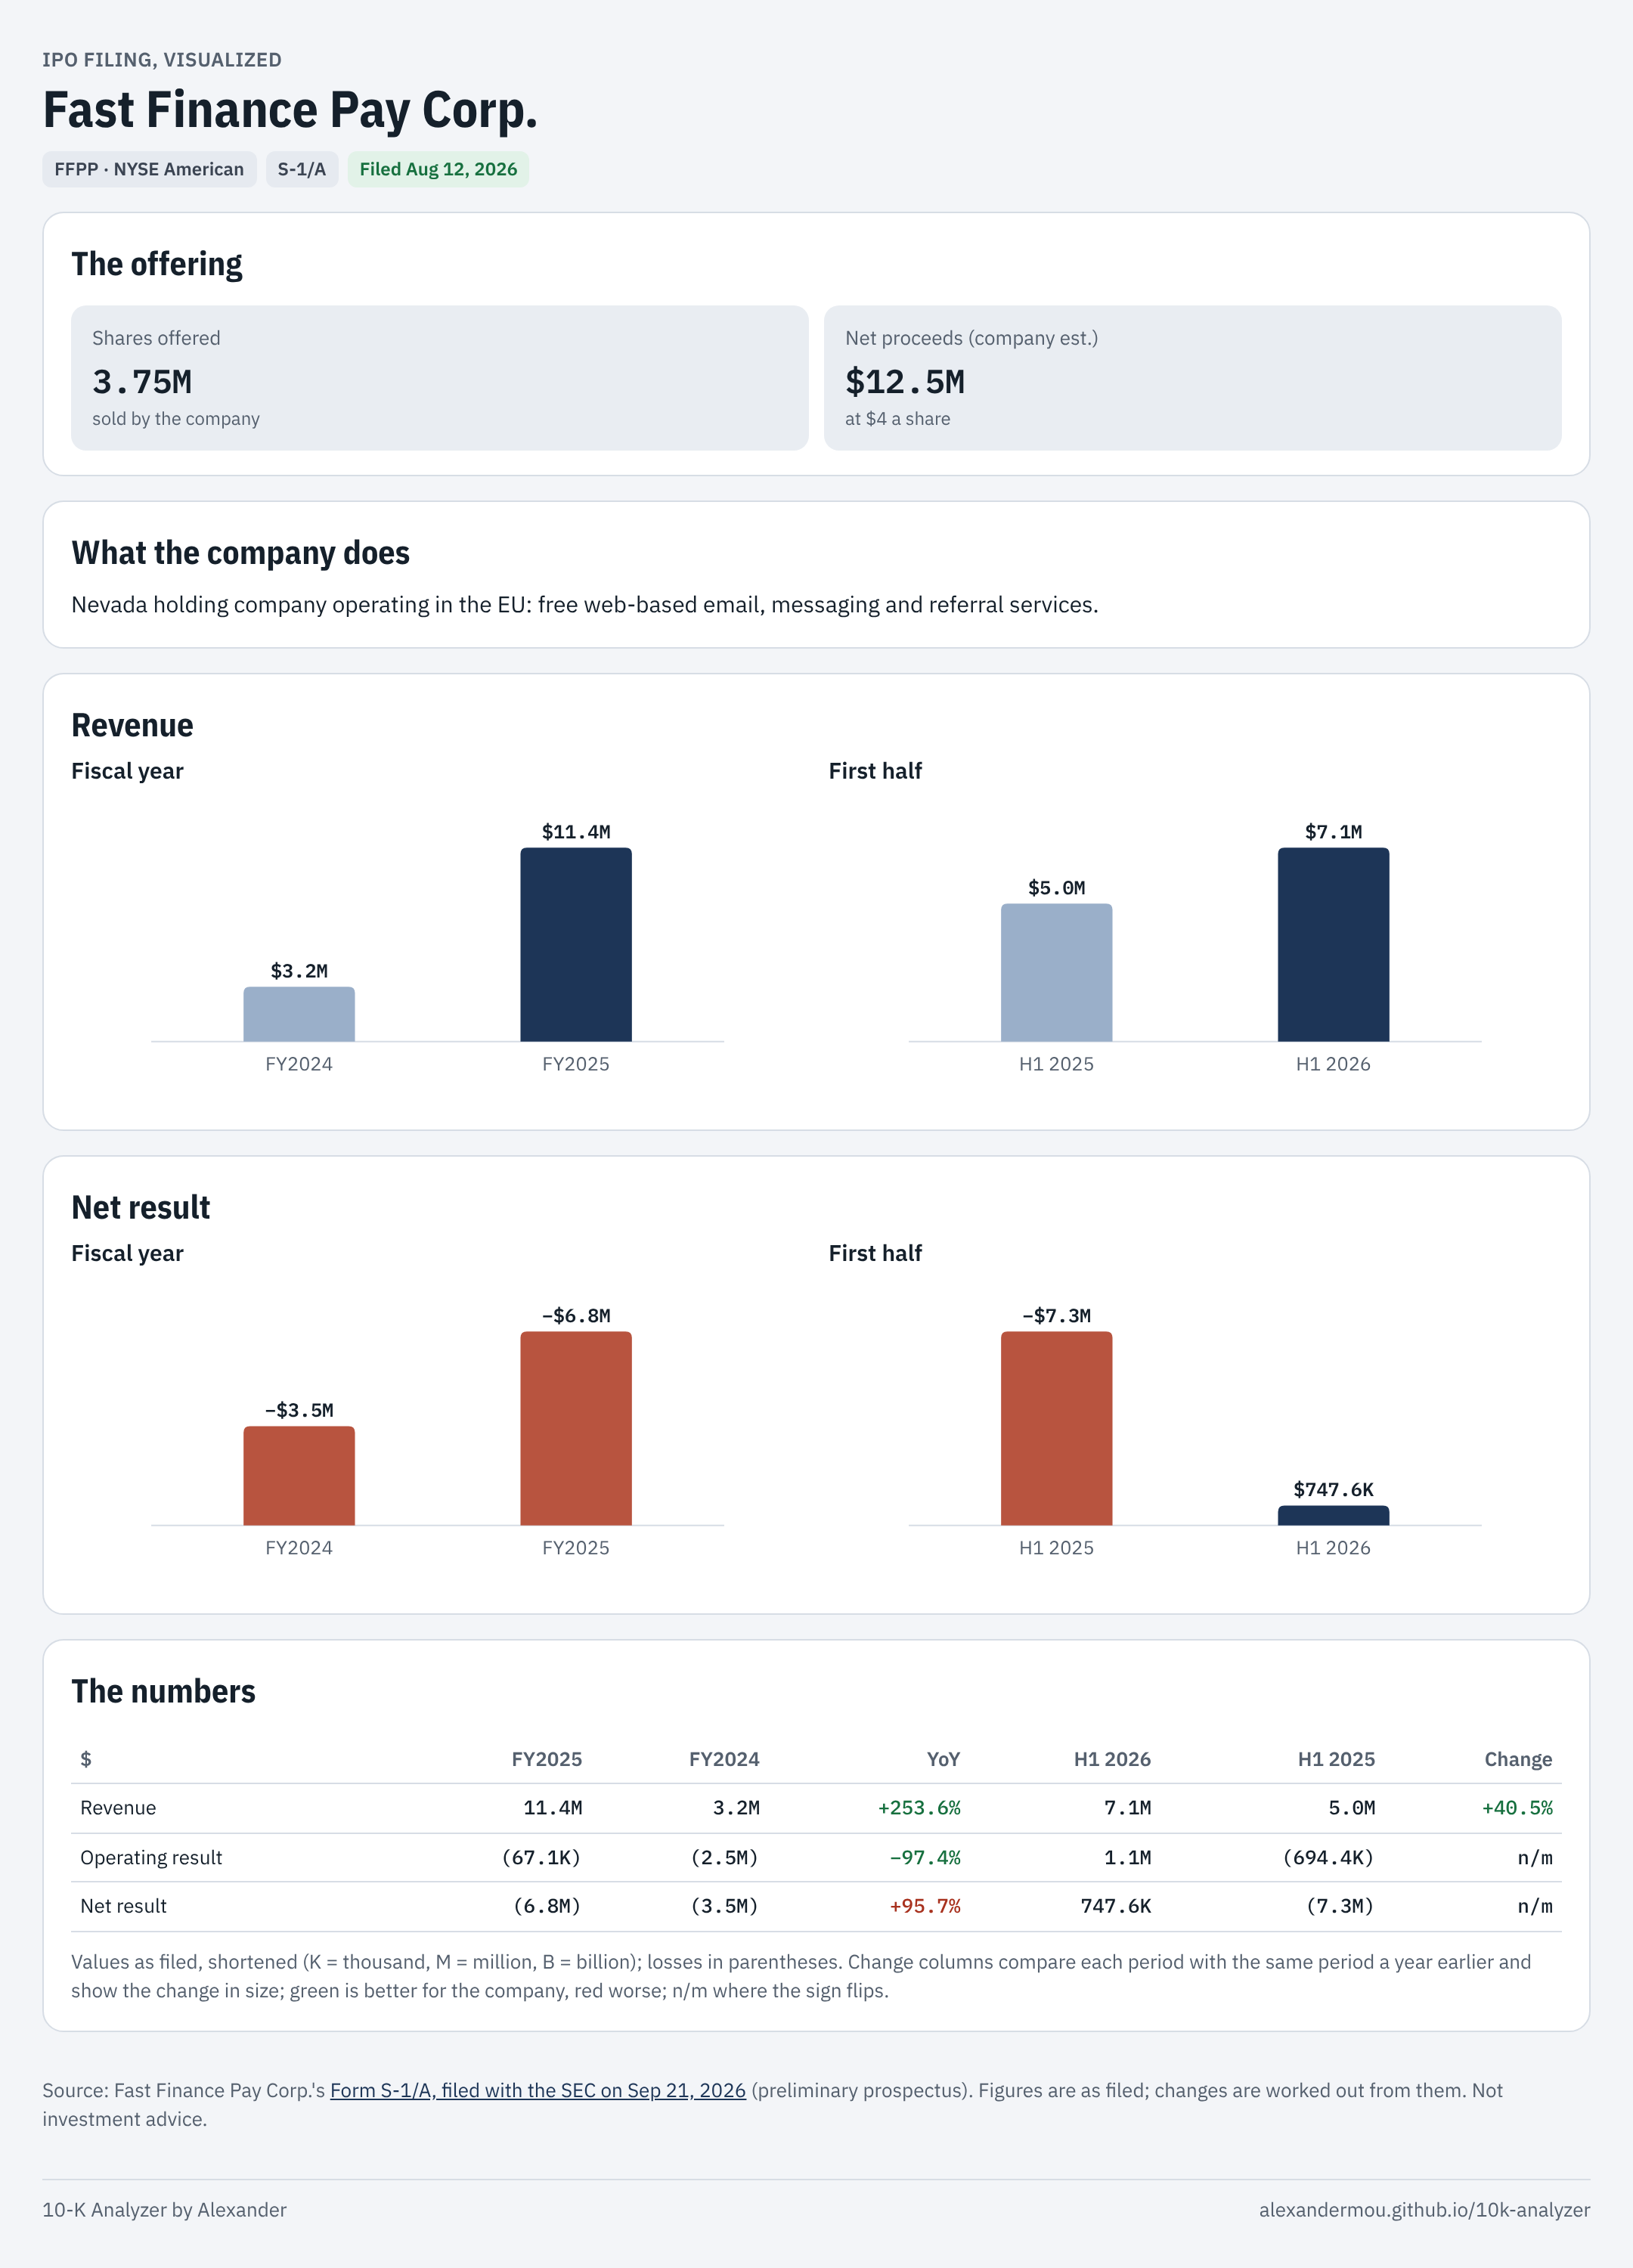 IPO FILING, VISUALIZED
Fast Finance Pay Corp.
FFPP · NYSE American S-1/A Filed Aug 12, 2026
The offering
Shares offered
3.75M
sold by the company
Net proceeds (company est.)
$12.5M
at $4 a share
What the company does
Nevada holding company operating in the EU: free web-based email, messaging and referral services.
Revenue
Fiscal year
$3.2M
$11.4M
FY2024 FY2025
First half
$5.0M
$7.1M
H1 2025 H1 2026
Net result
Fiscal year
−$3.5M
−$6.8M
FY2024 FY2025
First half
−$7.3M
$747.6K
H1 2025 H1 2026
The numbers
$ FY2025 FY2024 YoY H1 2026 H1 2025 Change
Revenue 11.4M 3.2M +253.6% 7.1M 5.0M +40.5%
Operating result (67.1K) (2.5M) −97.4% 1.1M (694.4K) n/m
Net result (6.8M) (3.5M) +95.7% 747.6K (7.3M) n/m
Values as filed, shortened (K = thousand, M = million, B = billion); losses in parentheses. Change columns compare each period with the same period a year earlier and
show the change in size; green is better for the company, red worse; n/m where the sign flips.
Source: Fast Finance Pay Corp.'s Form S-1/A, filed with the SEC on Sep 21, 2026 (preliminary prospectus). Figures are as filed; changes are worked out from them. Not
investment advice.
10-K Analyzer by Alexander
alexandermou.github.io/10k-analyzer